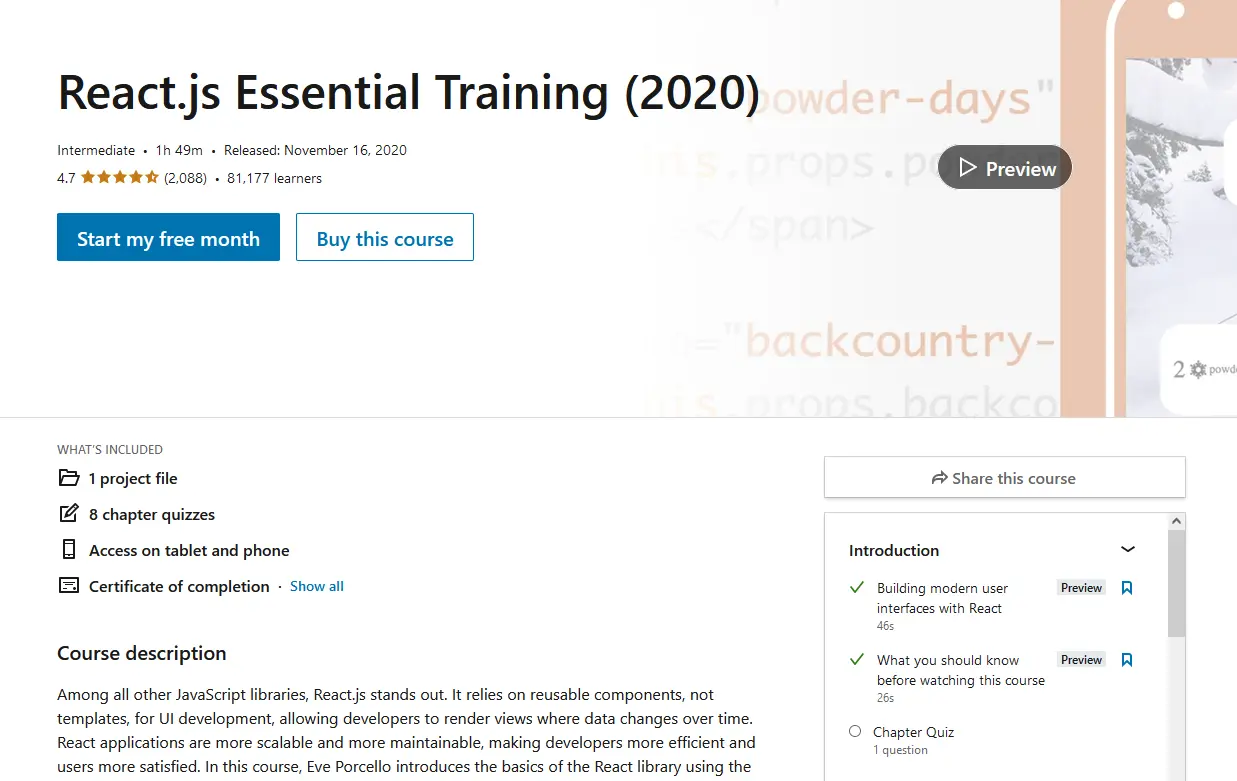 React.js Essential Training (2020)
Intermediate • 1h 49m • Released: November 16, 2020
4.7 (2,088) • 81,177 learners
Start my free month
Buy this course
powder-days"
his.props.po
s</span>
Preview
="backcountry-
his.props.backco
2
WHAT'S INCLUDED
1 project file
8 chapter quizzes
Access on tablet and phone
Certificate of completion · Show all
Course description
Among all other JavaScript libraries, React.js stands out. It relies on reusable components, not
templates, for UI development, allowing developers to render views where data changes over time.
React applications are more scalable and more maintainable, making developers more efficient and
users more satisfied. In this course, Eve Porcello introduces the basics of the React library using the
Share this course
Introduction
Building modern user
interfaces with React
46s
Preview
What you should know
before watching this course
26s
Preview
Chapter Quiz
1 question